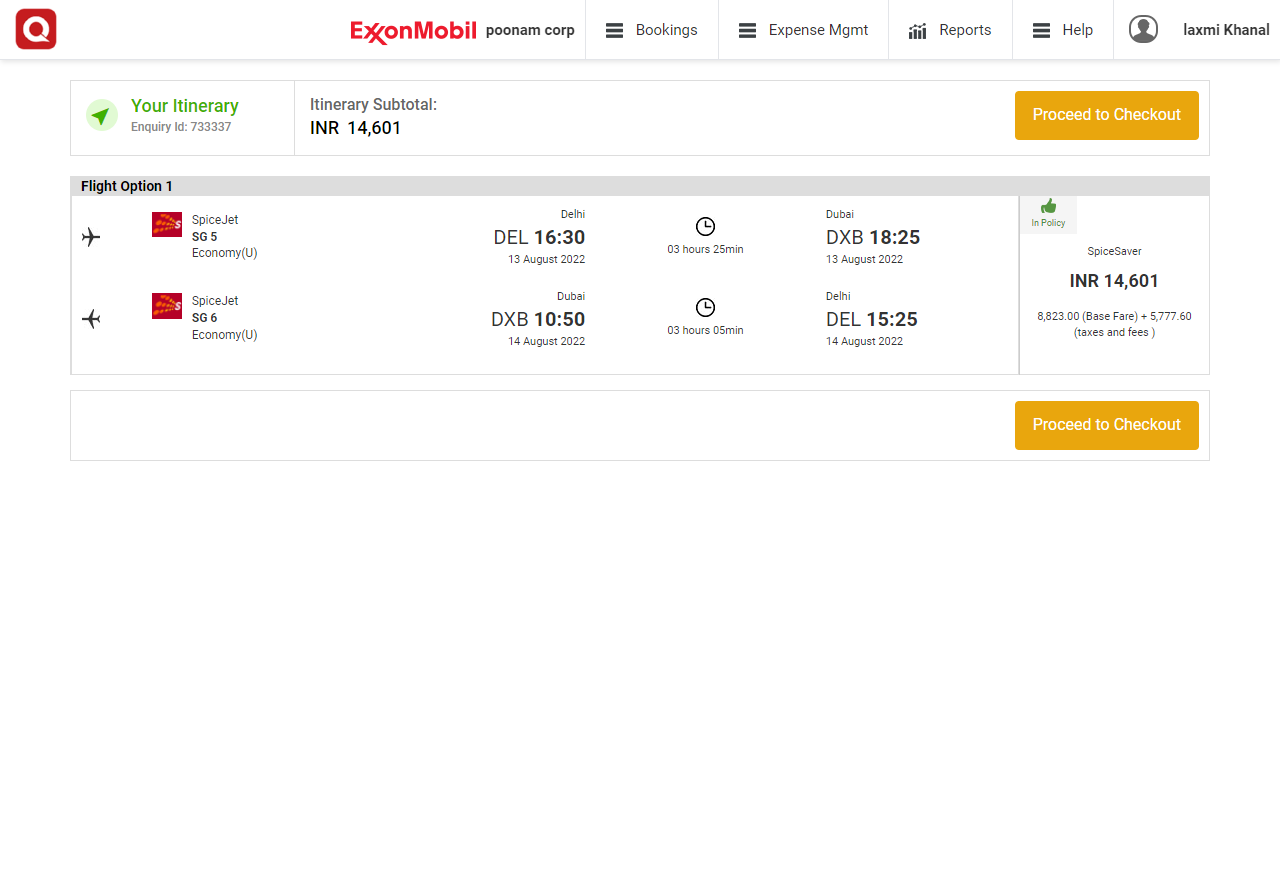 Q
ExxonMobil poonam corp Bookings Expense Mgmt Reports Help laxmi Khanal
Your Itinerary
Enquiry Id: 733337
Itinerary Subtotal:
INR 14,601
Proceed to Checkout
Flight Option 1
SpiceJet
SG 5
Economy(U)
Delhi
DEL 16:30
13 August 2022
03 hours 25min
Dubai
DXB 18:25
13 August 2022
SpiceJet
SG 6
Economy(U)
Dubai
DXB 10:50
14 August 2022
03 hours 05min
Delhi
DEL 15:25
14 August 2022
In Policy
SpiceSaver
INR 14,601
8,823.00 (Base Fare) + 5,777.60
(taxes and fees )
Proceed to Checkout